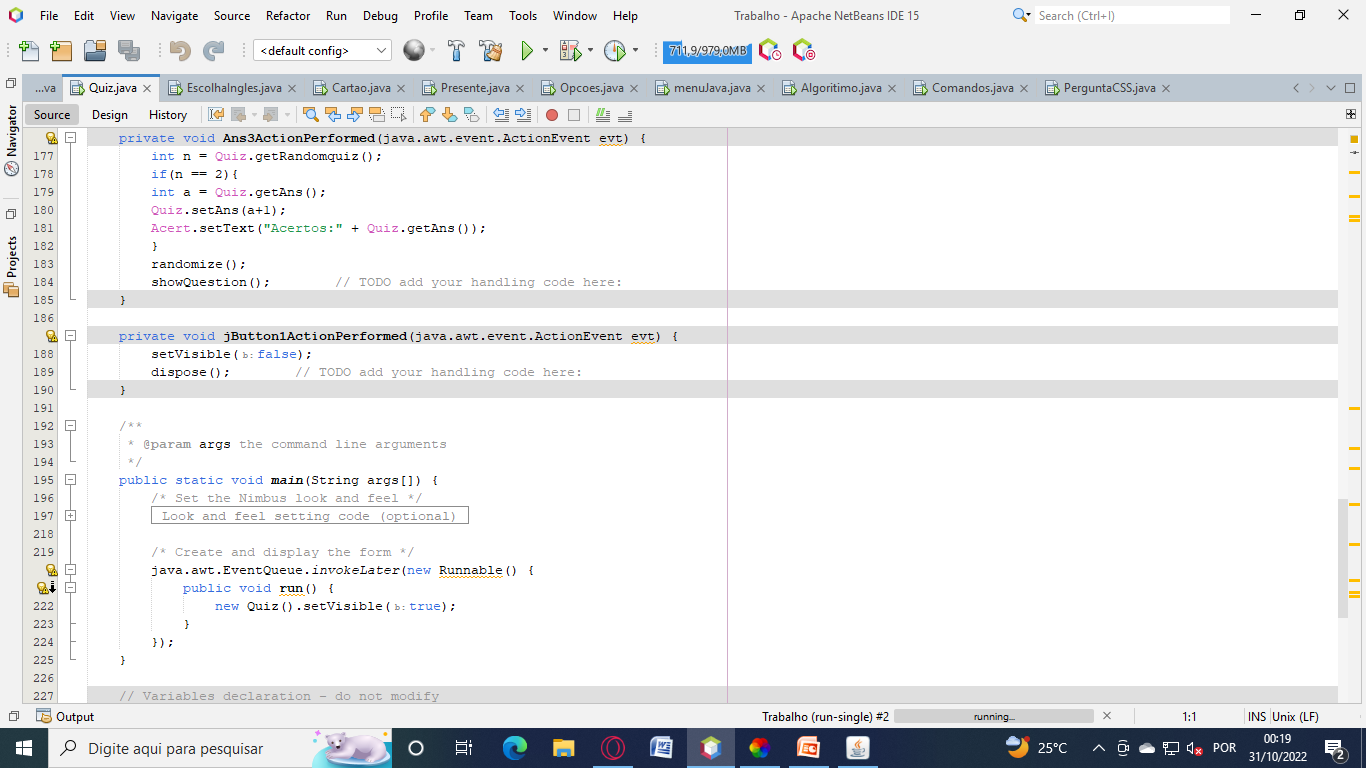 File Edit View Navigate Source Refactor Run Debug Profile Team Tools Window Help Trabalho - Apache NetBeans IDE 15 Search (Ctrl+I)
<default config> 711,9/979,0MB
...va Quiz.java EscolhaIngles.java Cartao.java Presente.java Opcoes.java menuJava.java Algoritimo.java Comandos.java PerguntaCSS.java
Source Design History
Navigator
Projects
private void Ans3ActionPerformed(java.awt.event.ActionEvent evt) {
177 int n = Quiz.getRandomquiz();
178 if(n == 2){
179 int a = Quiz.getAns();
180 Quiz.setAns(a+1);
181 Acert.setText("Acertos:" + Quiz.getAns());
182 }
183 randomize();
184 showQuestion(); // TODO add your handling code here:
185 }
186
private void jButton1ActionPerformed(java.awt.event.ActionEvent evt) {
188 setVisible(b:false);
189 dispose(); // TODO add your handling code here:
190 }
191
192 /**
193 * @param args the command line arguments
194 */
195 public static void main(String args[]) {
196 /* Set the Nimbus look and feel */
197 Look and feel setting code (optional)
218
219 /* Create and display the form */
java.awt.EventQueue.invokeLater(new Runnable() {
public void run() {
222 new Quiz().setVisible(b:true);
223 }
224 });
225 }
226
227 // Variables declaration - do not modify
Output Trabalho (run-single) #2 running... 1:1 INS Unix (LF)
Digite aqui para pesquisar 25°C POR 00:19
31/10/2022 2